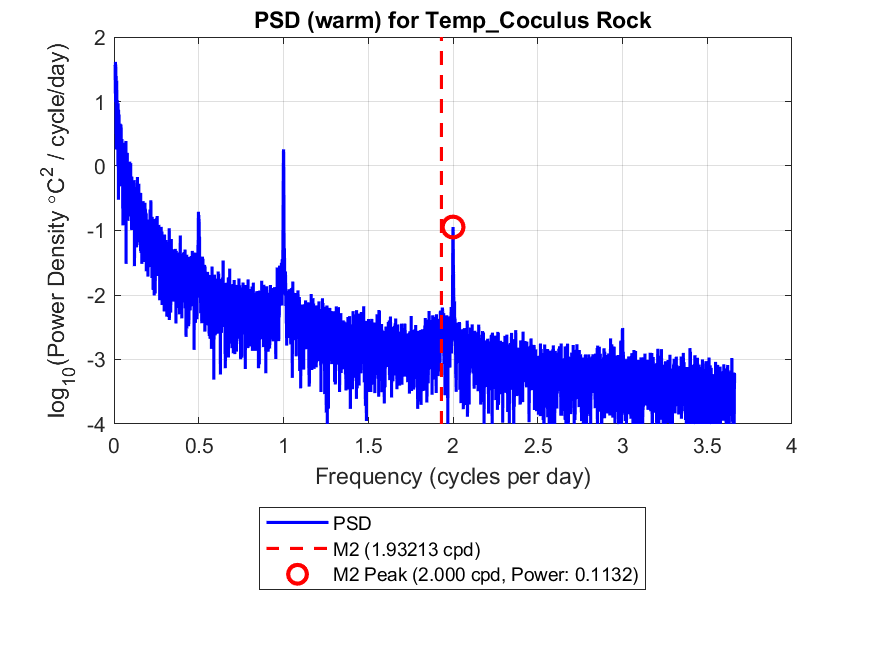 PSD (warm) for Temp_Coculus Rock
log10(Power Density °C2 / cycle/day)
2
1
0
-1
-2
-3
-4
0 0.5 1 1.5 2 2.5 3 3.5 4
Frequency (cycles per day)
PSD
M2 (1.93213 cpd)
M2 Peak (2.000 cpd, Power: 0.1132)